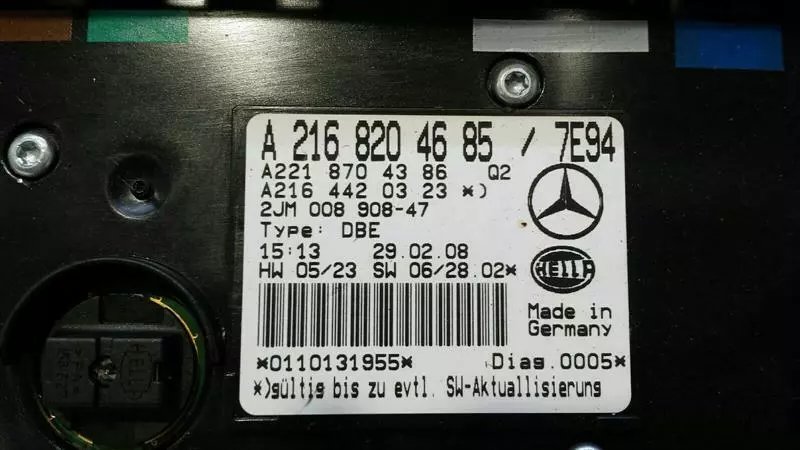 A 216 820 46 85 / 7E94
A221 870 43 86 Q2
A216 442 03 23 *)
2JM 008 908-47
Type: DBE
15:13 29.02.08
HW 05/23 SW 06/28.02*
HELLA
Made in
Germany
*0110131955* Diag.0005*
*)gültig bis zu evtl. SW-Aktuallisierung
HELLA